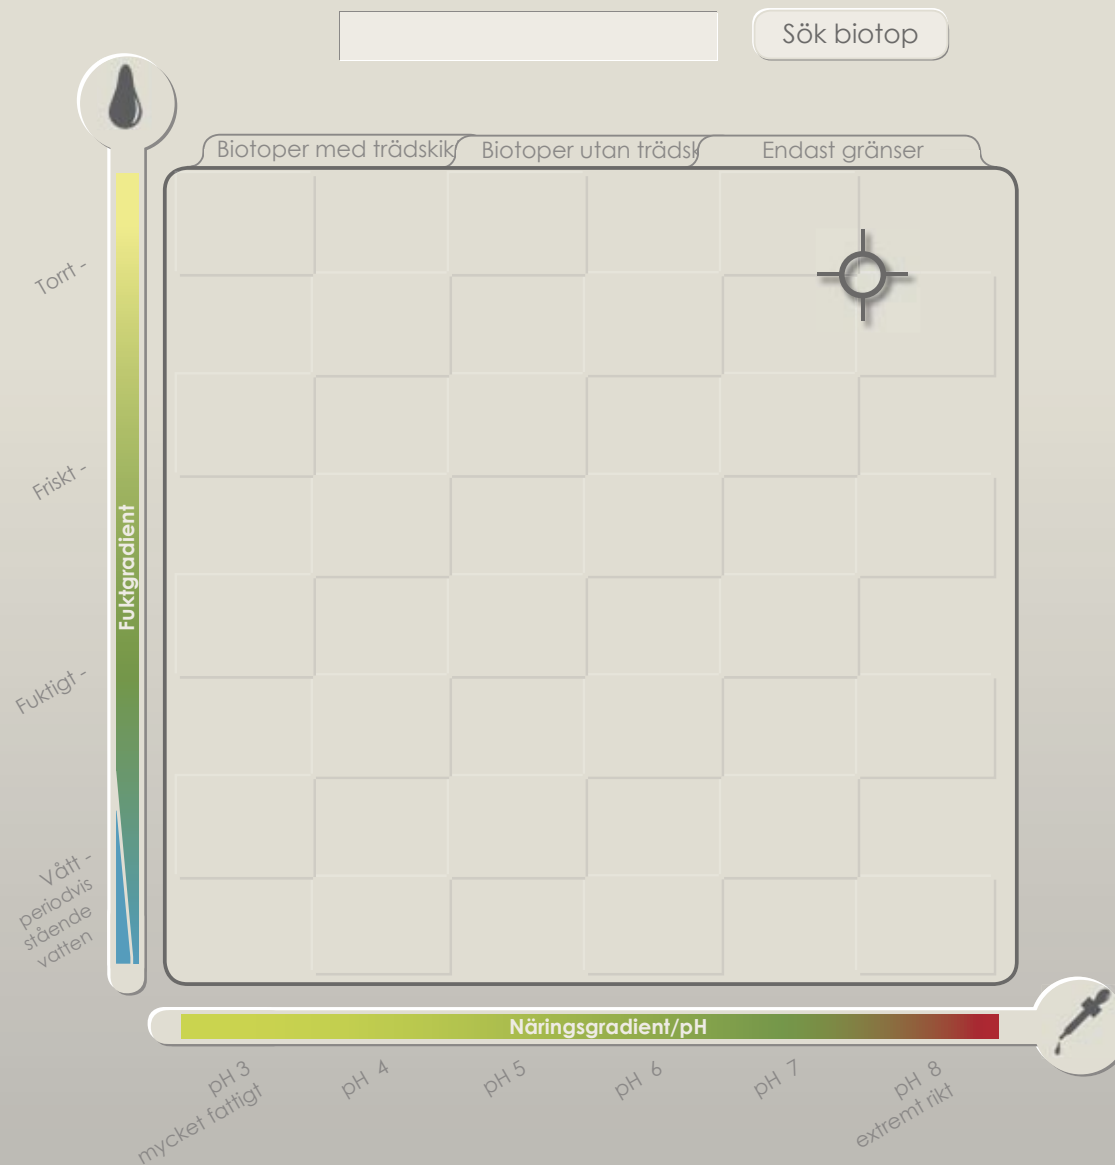 Sök biotop
Biotoper med trädskik
Biotoper utan trädsk
Endast gränser
Torrt -
Friskt -
Fuktgradient
Fuktigt -
Vått -
periodvis
stående
vatten
Näringsgradient/pH
pH 3
mycket fattigt
pH 4
pH 5
pH 6
pH 7
pH 8
extremt rikt